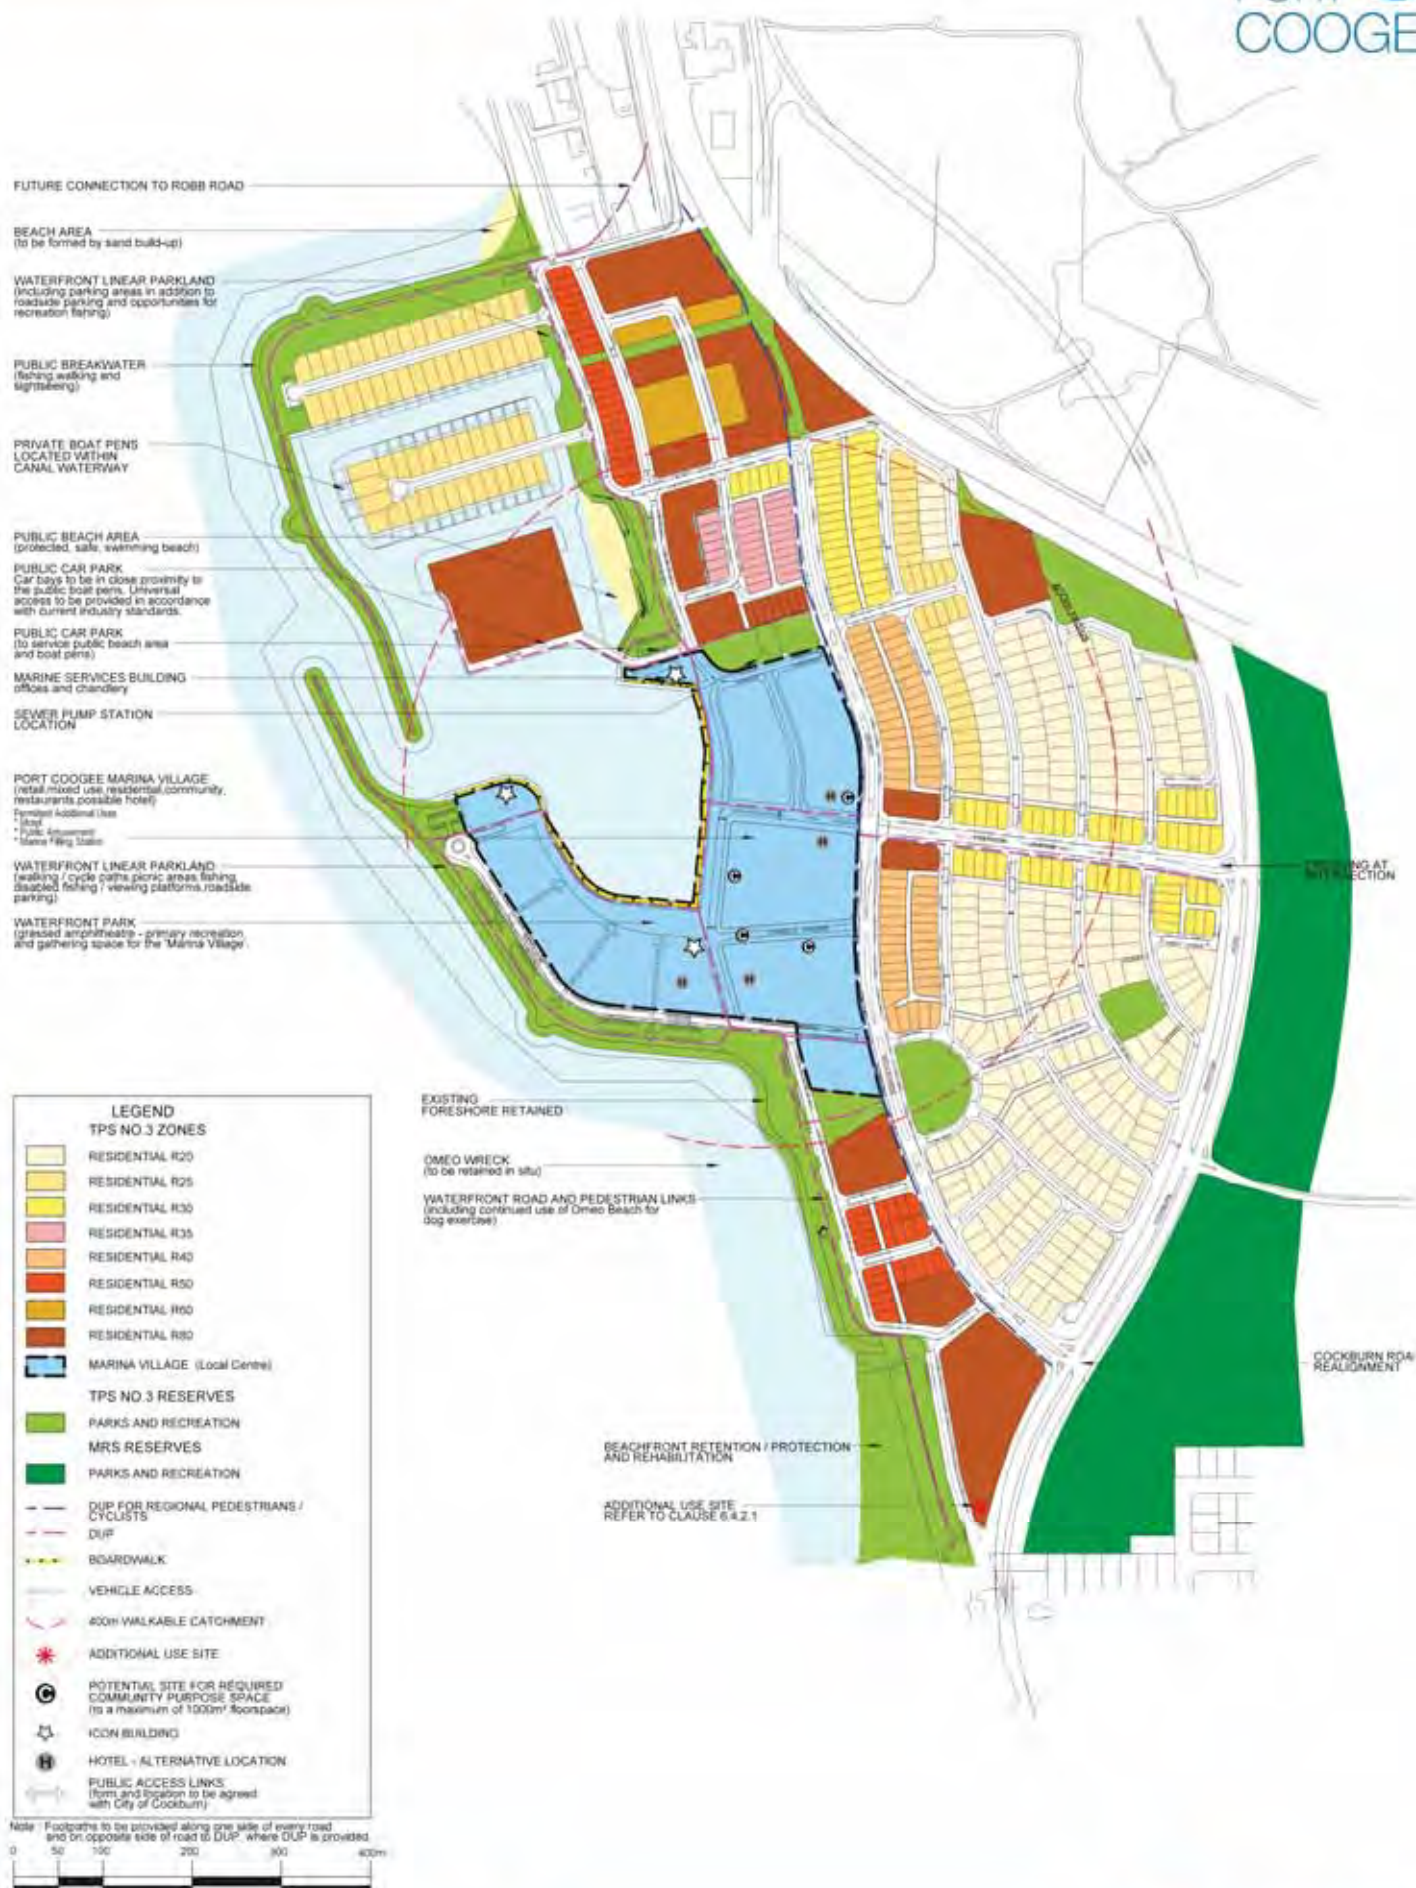 COOGE
FUTURE CONNECTION TO ROBB ROAD
BEACH AREA
(to be formed by sand build-up)
WATERFRONT LINEAR PARKLAND
(including parking areas in addition to
roadside parking and opportunities for
recreation fishing)
PUBLIC BREAKWATER
(fishing walking and
sightseeing)
PRIVATE BOAT PENS
LOCATED WITHIN
CANAL WATERWAY
PUBLIC BEACH AREA
(protected, safe, swimming beach)
PUBLIC CAR PARK
Car bays to be in close proximity to
the public boat pens. Universal
access to be provided in accordance
with current industry standards.
PUBLIC CAR PARK
(to service public beach area
and boat pens)
MARINE SERVICES BUILDING
offices and chandlery
SEWER PUMP STATION
LOCATION
PORT COOGEE MARINA VILLAGE
(retail,mixed use,residential,community,
restaurants,possible hotel)
Permitted Additional Uses
* Motel
* Public Amusement
* Marine Filling Station
WATERFRONT LINEAR PARKLAND
(walking / cycle paths,picnic areas,fishing,
disabled fishing / viewing platforms,roadside
parking)
WATERFRONT PARK
(grassed amphitheatre - primary recreation
and gathering space for the 'Marina Village'
INTERSECTION
EXISTING
FORESHORE RETAINED
OMEO WRECK
(to be retained in situ)
WATERFRONT ROAD AND PEDESTRIAN LINKS
(including continued use of Omeo Beach for
dog exercise)
COCKBURN ROA
REALIGNMENT
BEACHFRONT RETENTION / PROTECTION
AND REHABILITATION
ADDITIONAL USE SITE
REFER TO CLAUSE 6.4.2.1
LEGEND
TPS NO.3 ZONES
RESIDENTIAL R20
RESIDENTIAL R25
RESIDENTIAL R30
RESIDENTIAL R35
RESIDENTIAL R40
RESIDENTIAL R50
RESIDENTIAL R60
RESIDENTIAL R80
MARINA VILLAGE (Local Centre)
TPS NO.3 RESERVES
PARKS AND RECREATION
MRS RESERVES
PARKS AND RECREATION
DUP FOR REGIONAL PEDESTRIANS /
CYCLISTS
DUP
BOARDWALK
VEHICLE ACCESS
400m WALKABLE CATCHMENT
ADDITIONAL USE SITE
C POTENTIAL SITE FOR REQUIRED
COMMUNITY PURPOSE SPACE
(to a maximum of 1000m² floorspace)
ICON BUILDING
H HOTEL - ALTERNATIVE LOCATION
PUBLIC ACCESS LINKS
(form and location to be agreed
with City of Cockburn)
Note : Footpaths to be provided along one side of every road
and on opposite side of road to DUP, where DUP is provided.
0 50 100 200 300 400m